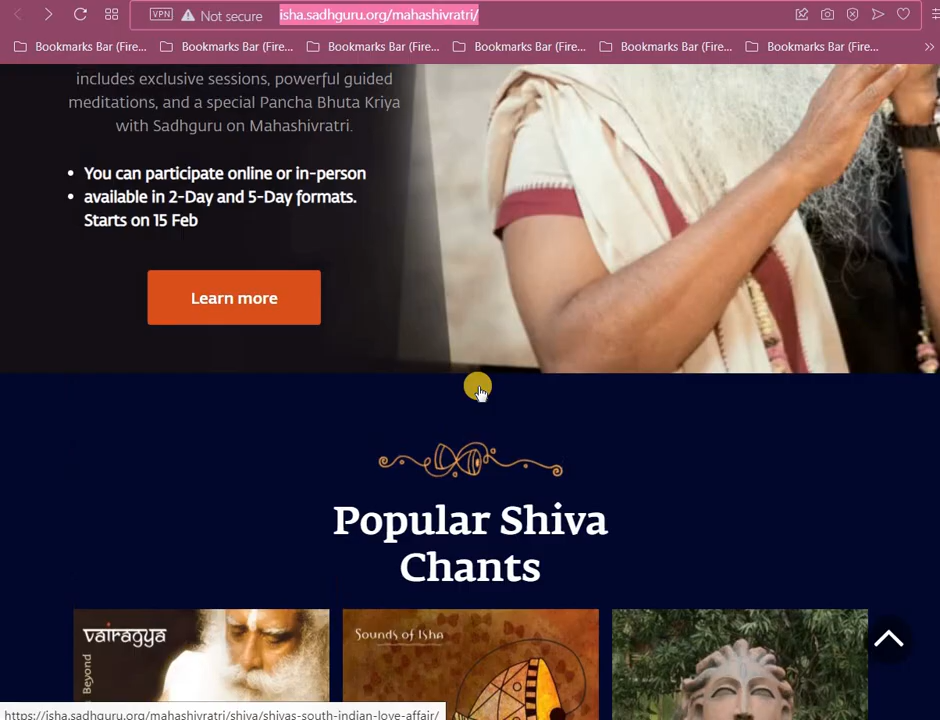 VPN
Not secure
isha.sadhguru.org/mahashivratri/
Bookmarks Bar (Fire...
Bookmarks Bar (Fire...
Bookmarks Bar (Fire...
Bookmarks Bar (Fire...
Bookmarks Bar (Fire...
Bookmarks Bar (Fire...
includes exclusive sessions, powerful guided
meditations, and a special Pancha Bhuta Kriya
with Sadhguru on Mahashivratri.
• You can participate online or in-person
• available in 2-Day and 5-Day formats.
Starts on 15 Feb
Learn more
Popular Shiva
Chants
vairagya
Beyond
Sounds of Isha
https://isha.sadhguru.org/mahashivratri/shiva/shivas-south-indian-love-affair/